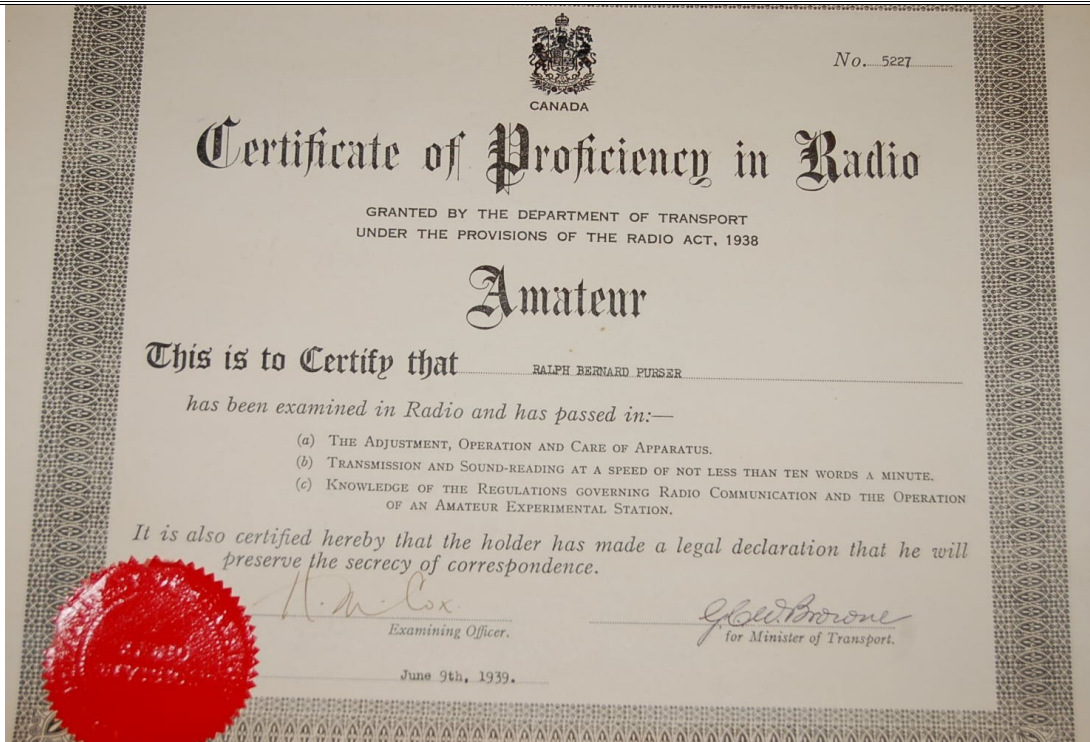 No. 5227
CANADA
Certificate of Proficiency in Radio
GRANTED BY THE DEPARTMENT OF TRANSPORT
UNDER THE PROVISIONS OF THE RADIO ACT, 1938
Amateur
This is to Certify that RALPH BERNARD PURSER
has been examined in Radio and has passed in:—
(a) THE ADJUSTMENT, OPERATION AND CARE OF APPARATUS.
(b) TRANSMISSION AND SOUND-READING AT A SPEED OF NOT LESS THAN TEN WORDS A MINUTE.
(c) KNOWLEDGE OF THE REGULATIONS GOVERNING RADIO COMMUNICATION AND THE OPERATION
OF AN AMATEUR EXPERIMENTAL STATION.
It is also certified hereby that the holder has made a legal declaration that he will
preserve the secrecy of correspondence.
Cox
Examining Officer.
Browne
for Minister of Transport.
RADIO
June 9th, 1939.